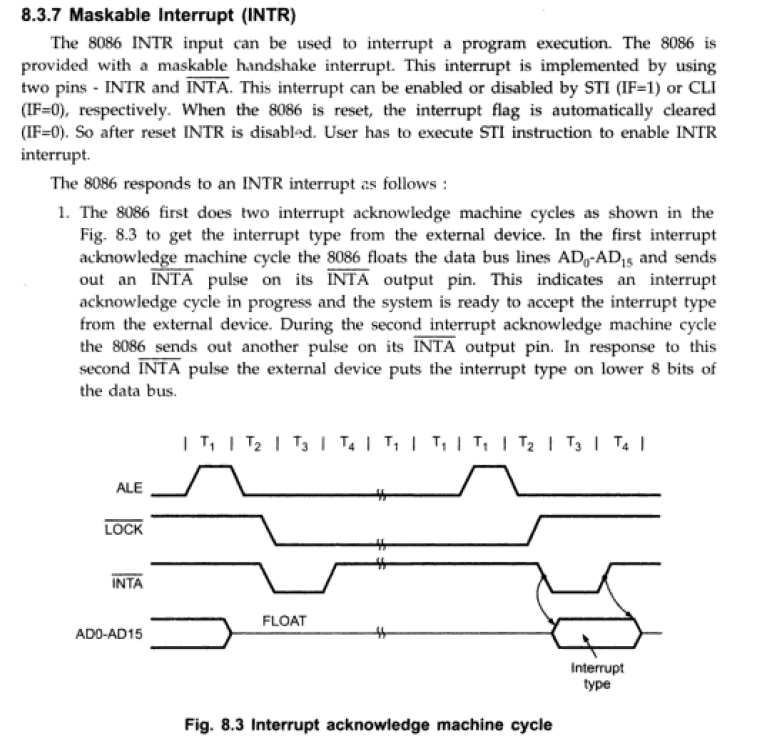 8.3.7 Maskable Interrupt (INTR)
The 8086 INTR input can be used to interrupt a program execution. The 8086 is
provided with a maskable handshake interrupt. This interrupt is implemented by using
two pins - INTR and I̅N̅T̅A̅. This interrupt can be enabled or disabled by STI (IF=1) or CLI
(IF=0), respectively. When the 8086 is reset, the interrupt flag is automatically cleared
(IF=0). So after reset INTR is disabled. User has to execute STI instruction to enable INTR
interrupt.
The 8086 responds to an INTR interrupt as follows :
1. The 8086 first does two interrupt acknowledge machine cycles as shown in the
Fig. 8.3 to get the interrupt type from the external device. In the first interrupt
acknowledge machine cycle the 8086 floats the data bus lines AD₀-AD₁₅ and sends
out an I̅N̅T̅A̅ pulse on its I̅N̅T̅A̅ output pin. This indicates an interrupt
acknowledge cycle in progress and the system is ready to accept the interrupt type
from the external device. During the second interrupt acknowledge machine cycle
the 8086 sends out another pulse on its I̅N̅T̅A̅ output pin. In response to this
second I̅N̅T̅A̅ pulse the external device puts the interrupt type on lower 8 bits of
the data bus.
| T₁ | T₂ | T₃ | T₄ | T₁ | T₁ | T₁ | T₂ | T₃ | T₄ |
ALE
L̅O̅C̅K̅
I̅N̅T̅A̅
FLOAT
AD0-AD15
Interrupt
type
Fig. 8.3 Interrupt acknowledge machine cycle